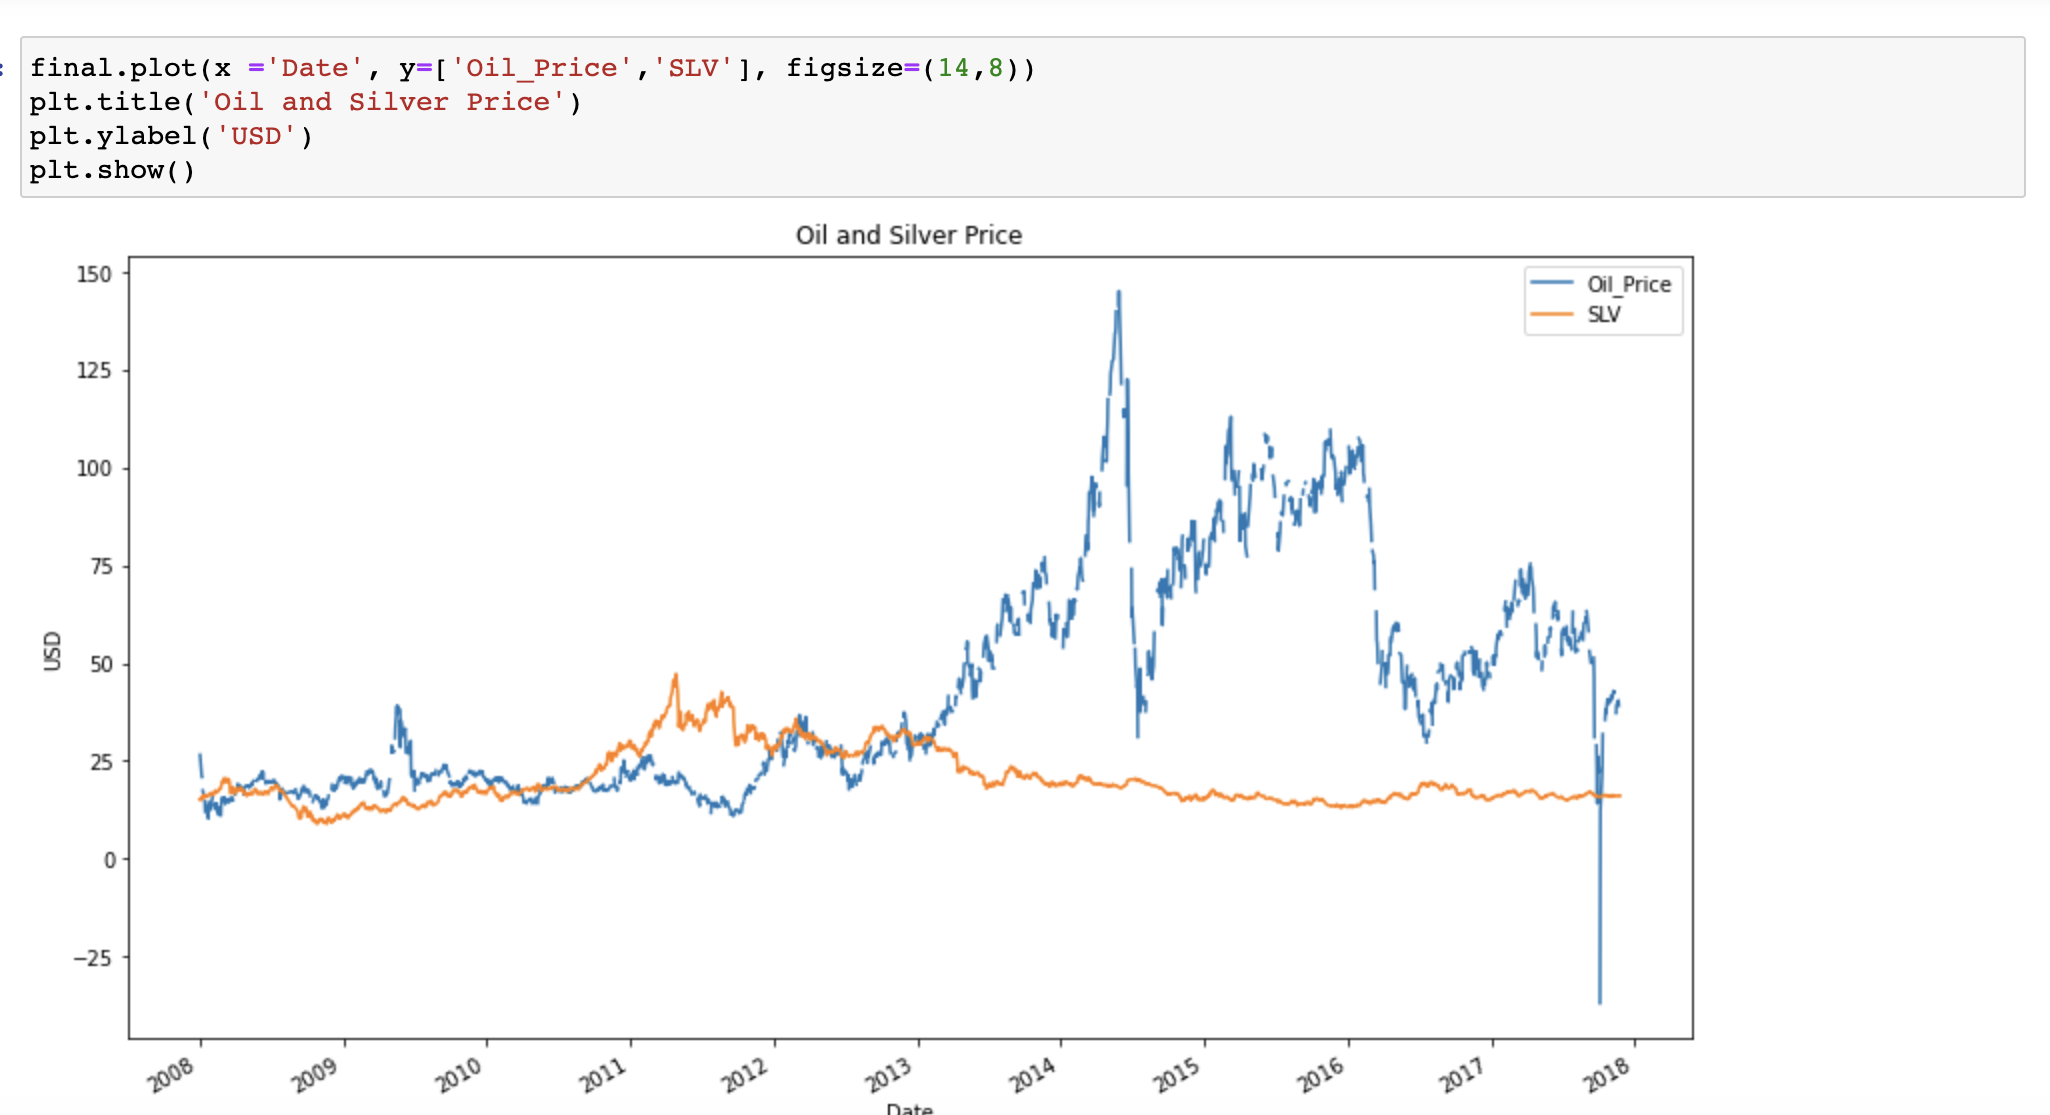 : final.plot(x ='Date', y=['Oil_Price','SLV'], figsize=(14,8))
plt.title('Oil and Silver Price')
plt.ylabel('USD')
plt.show()
Oil and Silver Price
Oil_Price
SLV
150
125
100
75
50
25
0
−25
USD
2008 2009 2010 2011 2012 2013 2014 2015 2016 2017 2018
Date